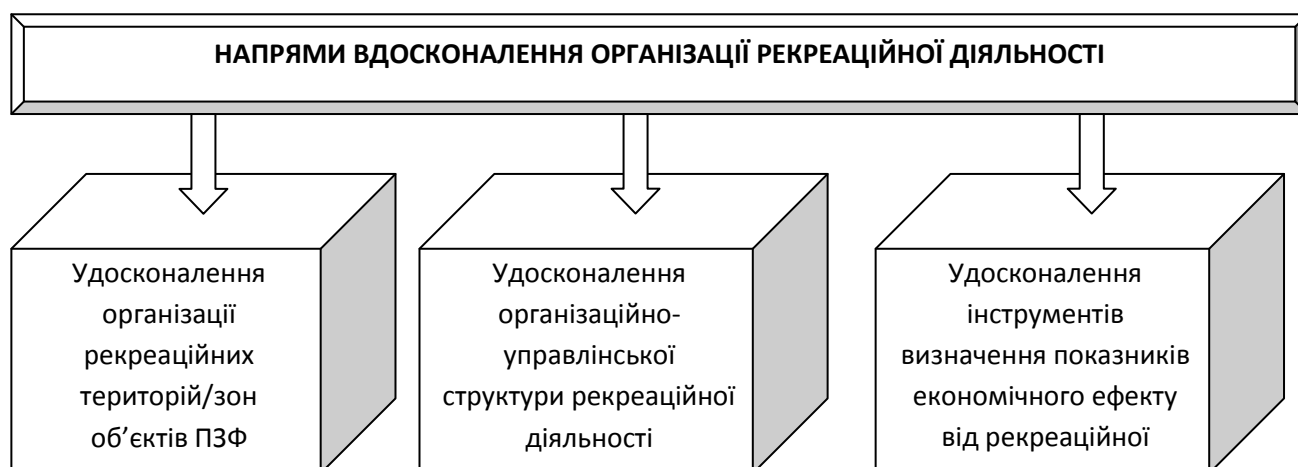 НАПРЯМИ ВДОСКОНАЛЕННЯ ОРГАНІЗАЦІЇ РЕКРЕАЦІЙНОЇ ДІЯЛЬНОСТІ
Удосконалення
організації
рекреаційних
територій/зон
об’єктів ПЗФ
Удосконалення
організаційно-
управлінської
структури рекреаційної
діяльності
Удосконалення
інструментів
визначення показників
економічного ефекту
від рекреаційної